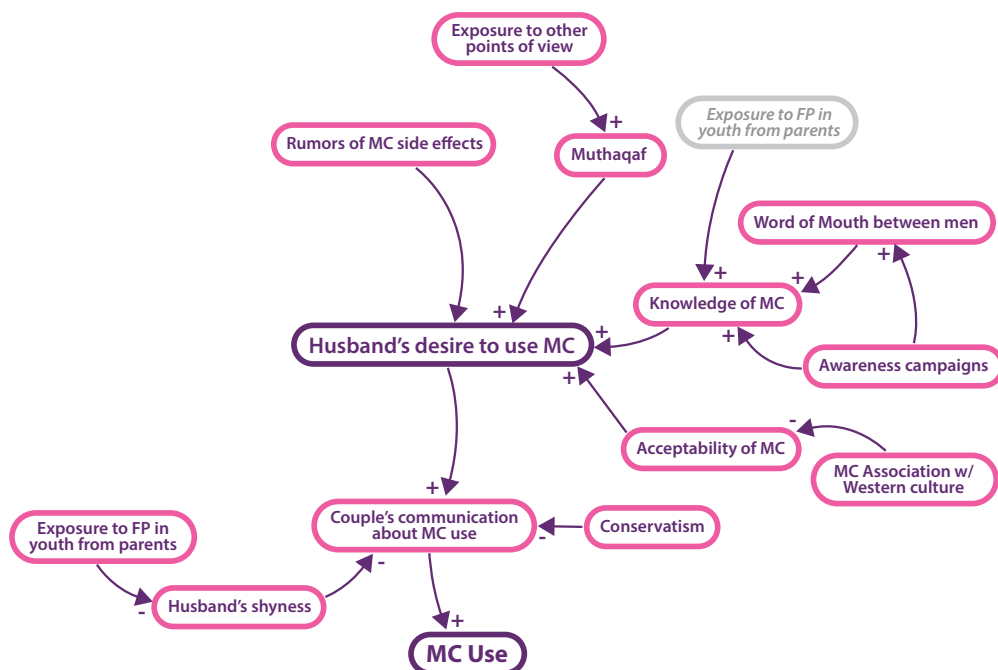 Exposure to other
points of view
+
Exposure to FP in
youth from parents
Rumors of MC side effects
Muthaqaf
Word of Mouth between men
+
+
+
Knowledge of MC
+
+
+
Husband's desire to use MC
+
Awareness campaigns
+
-
Acceptability of MC
MC Association w/
Western culture
+
Couple's communication
about MC use
-
Conservatism
Exposure to FP in
youth from parents
-
-
Husband's shyness
+
MC Use